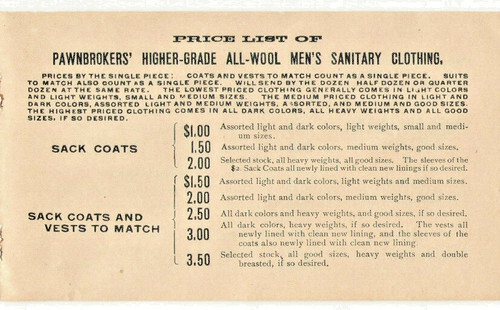 PRICE LIST OF
PAWNBROKERS' HIGHER-GRADE ALL-WOOL MEN'S SANITARY CLOTHING.
PRICES BY THE SINGLE PIECE: COATS AND VESTS TO MATCH COUNT AS A SINGLE PIECE. SUITS
TO MATCH ALSO COUNT AS A SINGLE PIECE. WILL SEND BY THE DOZEN HALF DOZEN OR QUARTER
DOZEN AT THE SAME RATE. THE LOWEST PRICED CLOTHING GENERALLY COMES IN LIGHT COLORS
AND LIGHT WEIGHTS, SMALL AND MEDIUM SIZES. THE MEDIUM PRICED CLOTHING IN LIGHT AND
DARK COLORS, ASSORTED LIGHT AND MEDIUM WEIGHTS, ASSORTED, AND MEDIUM AND GOOD SIZES.
THE HIGHEST PRICED CLOTHING COMES IN ALL DARK COLORS, ALL HEAVY WEIGHTS AND ALL GOOD
SIZES, IF SO DESIRED.
SACK COATS
$1.00 Assorted light and dark colors, light weights, small and medi-
um sizes.
1.50 Assorted light and dark colors, medium weights, good sizes.
2.00 Selected stock, all heavy weights, all good sizes. The sleeves of the
$2. Sack Coats all newly lined with clean new linings if so desired.
SACK COATS AND
VESTS TO MATCH
$1.50 Assorted light and dark colors, light weights and medium sizes.
2.00 Assorted light and dark colors, medium weights, good sizes.
2.50 All dark colors and heavy weights, and good sizes, if so desired.
3.00 All dark colors, heavy weights, if so desired. The vests all
newly lined with clean new lining, and the sleeves of the
coats also newly lined with clean new lining
3.50 Selected stock, all good sizes, heavy weights and double
breasted, if so desired.